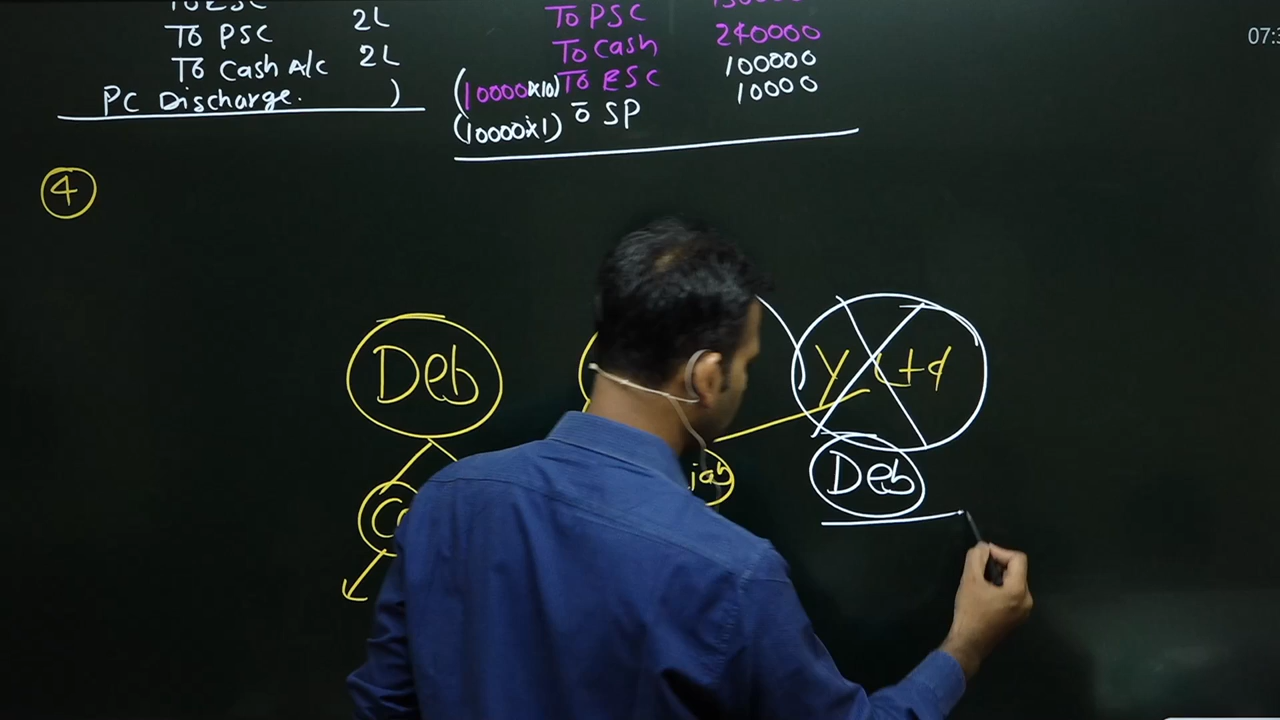 To PSC 2L
To Cash A/c 2L
PC Discharge. )
To PSC
To Cash 240000
(10000x10) To ESC 100000
(10000x1) To SP 10000
4
Deb
Y Ltd
Deb
07: